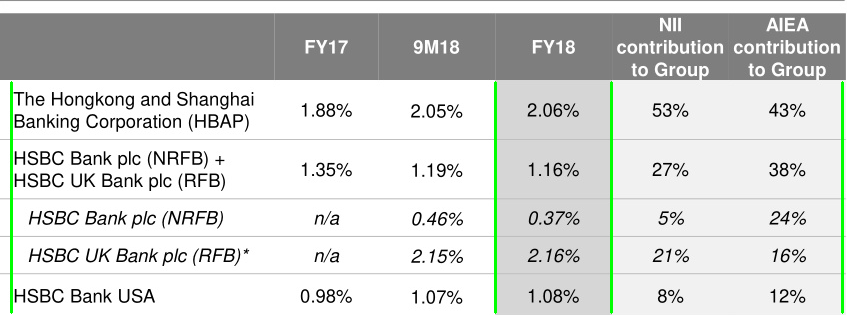 FY17 9M18 FY18 NII contribution to Group AIEA contribution to Group
The Hongkong and Shanghai Banking Corporation (HBAP) 1.88% 2.05% 2.06% 53% 43%
HSBC Bank plc (NRFB) + HSBC UK Bank plc (RFB) 1.35% 1.19% 1.16% 27% 38%
HSBC Bank plc (NRFB) n/a 0.46% 0.37% 5% 24%
HSBC UK Bank plc (RFB)* n/a 2.15% 2.16% 21% 16%
HSBC Bank USA 0.98% 1.07% 1.08% 8% 12%